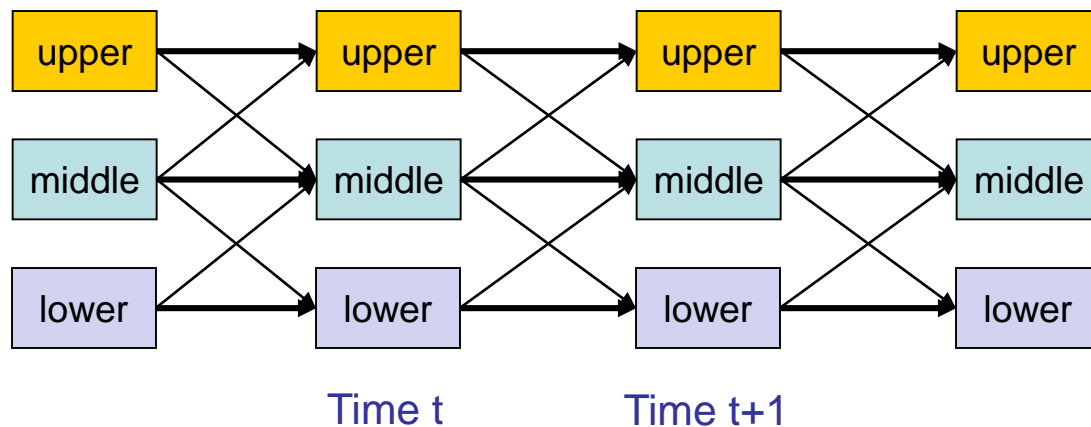 upper upper upper upper
middle middle middle middle
lower lower lower lower
Time t Time t+1